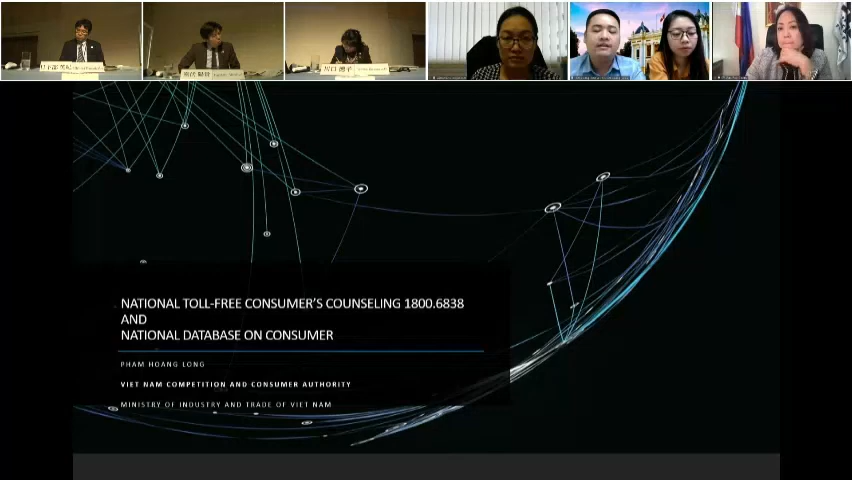 NATIONAL TOLL-FREE CONSUMER'S COUNSELING 1800.6838
AND
NATIONAL DATABASE ON CONSUMER
PHAM HOANG LONG
VIET NAM COMPETITION AND CONSUMER AUTHORITY
MINISTRY OF INDUSTRY AND TRADE OF VIET NAM